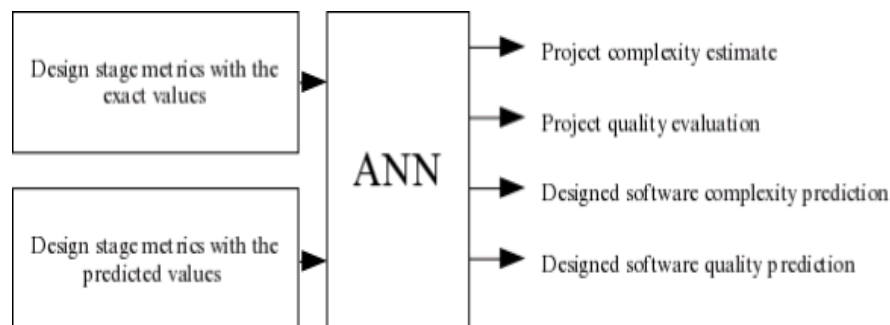 Design stage metrics with the
exact values
Design stage metrics with the
predicted values
ANN
Project complexity estimate
Project quality evaluation
Designed software complexity prediction
Designed software quality prediction